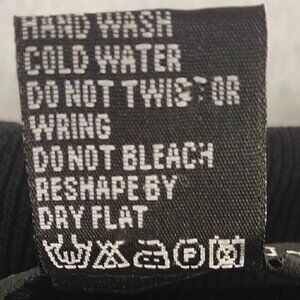 HAND WASH
COLD WATER
DO NOT TWIST OR
WRING
DO NOT BLEACH
RESHAPE BY
DRY FLAT
P